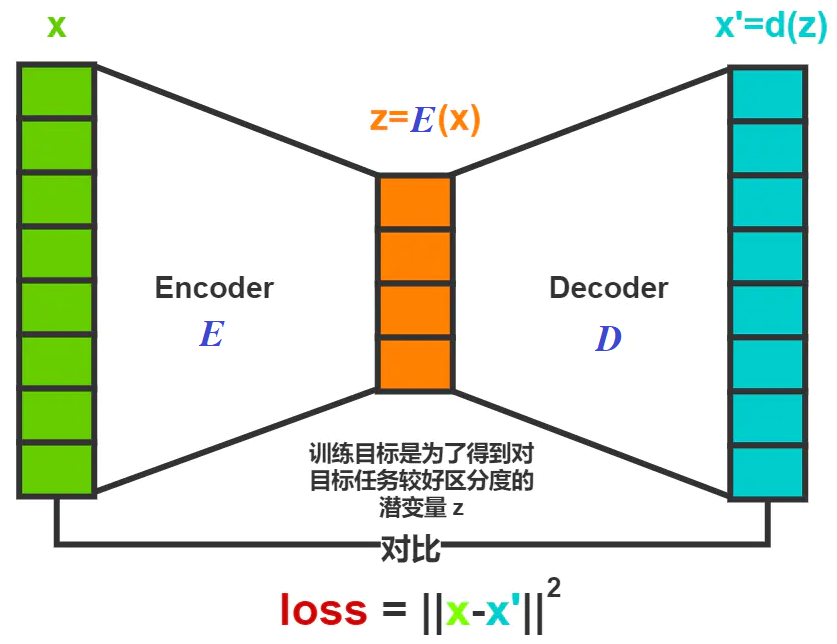 x
x'=d(z)
z=E(x)
Encoder
E
Decoder
D
训练目标是为了得到对
目标任务较好区分度的
潜变量 z
对比
loss = ||x-x'||²